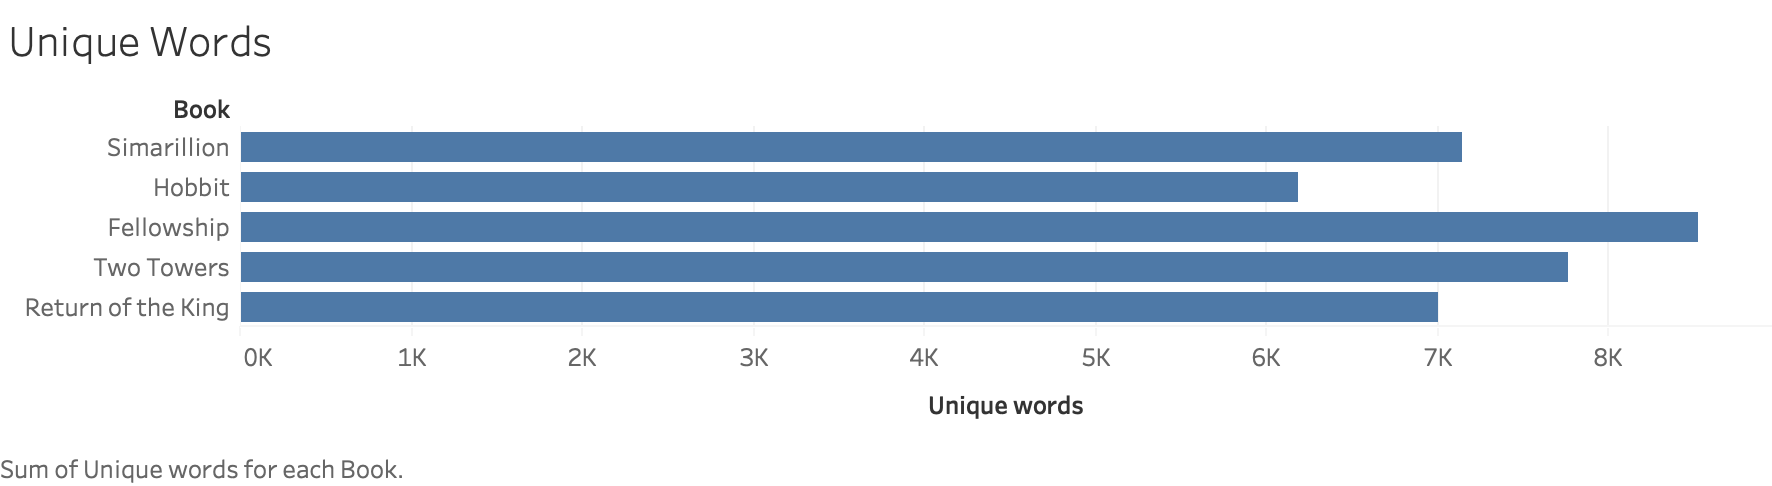 Unique Words
Book
Simarillion
Hobbit
Fellowship
Two Towers
Return of the King
0K 1K 2K 3K 4K 5K 6K 7K 8K
Unique words
Sum of Unique words for each Book.